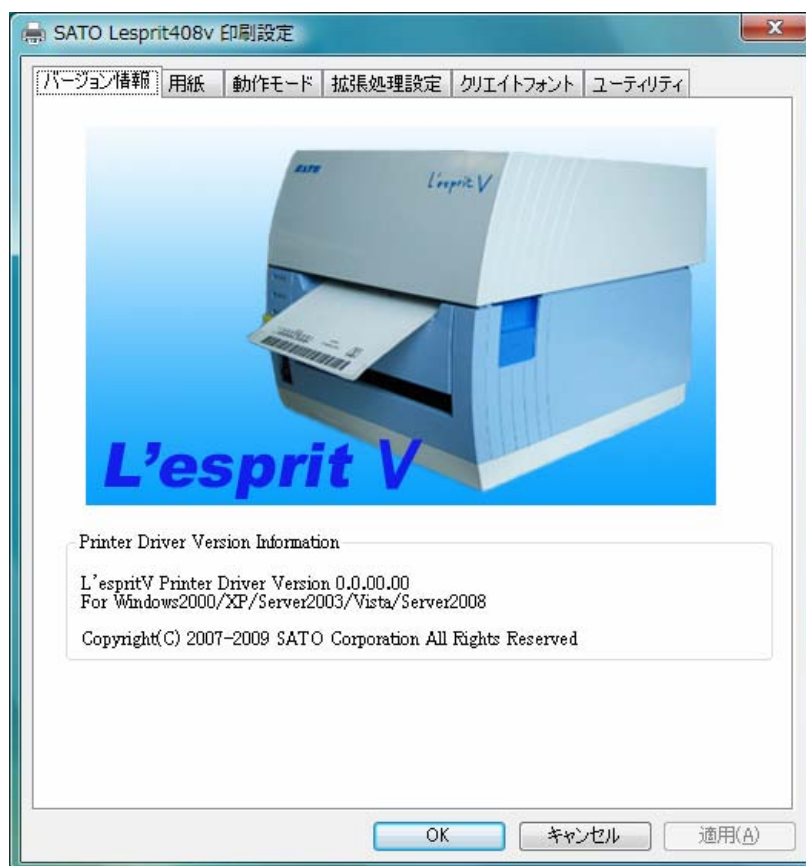 SATO Lesprit408v 印刷設定
バージョン情報 用紙 動作モード 拡張処理設定 クリエイトフォント ユーティリティ
SATO
L'esprit V
L'esprit V
Printer Driver Version Information
L'espritV Printer Driver Version 0.0.00.00
For Windows2000/XP/Server2003/Vista/Server2008
Copyright(C) 2007-2009 SATO Corporation All Rights Reserved
OK キャンセル 適用(A)